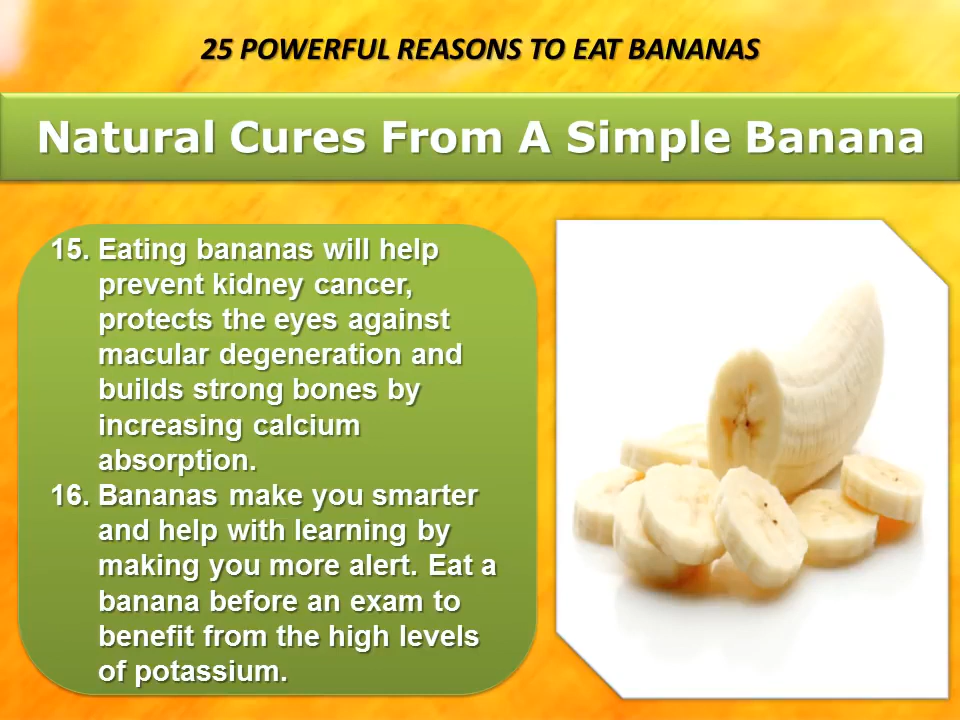 25 POWERFUL REASONS TO EAT BANANAS
Natural Cures From A Simple Banana
15. Eating bananas will help
prevent kidney cancer,
protects the eyes against
macular degeneration and
builds strong bones by
increasing calcium
absorption.
16. Bananas make you smarter
and help with learning by
making you more alert. Eat a
banana before an exam to
benefit from the high levels
of potassium.